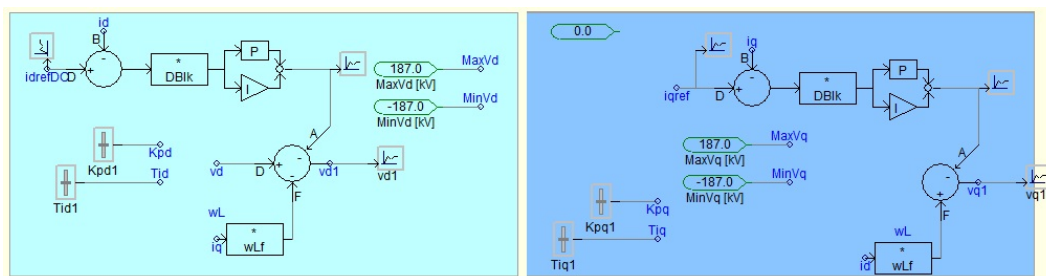 id
B
idrefDC
D
+
-
*
DBlk
P
I
187.0
MaxVd [kV]
MaxVd
-187.0
MinVd [kV]
MinVd
Kpd
Kpd1
Tid
Tid1
A
vd
D
+
-
-
vd1
vd1
F
wL
iq
*
wLf
0.0
iq
B
iqref
D
+
-
*
DBlk
P
I
187.0
MaxVq [kV]
MaxVq
-187.0
MinVq [kV]
MinVq
Kpq
Kpq1
Tiq
Tiq1
A
-
-
vq1
vq1
F
wL
id
*
wLf